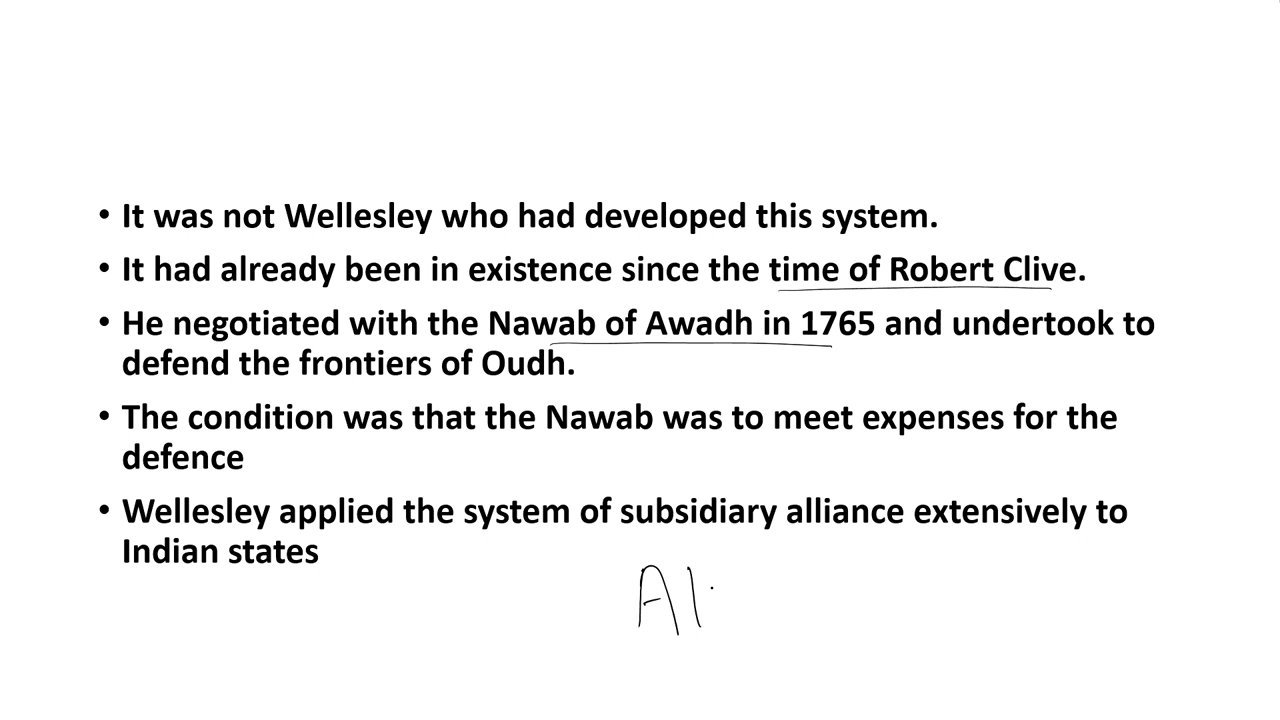 • It was not Wellesley who had developed this system.
• It had already been in existence since the time of Robert Clive.
• He negotiated with the Nawab of Awadh in 1765 and undertook to
defend the frontiers of Oudh.
• The condition was that the Nawab was to meet expenses for the
defence
• Wellesley applied the system of subsidiary alliance extensively to
Indian states